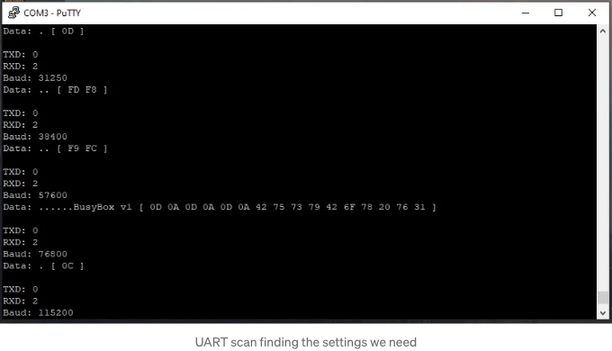 COM3 - PuTTY
Data: . [ 0D ]
TXD: 0
RXD: 2
Baud: 31250
Data: .. [ FD F8 ]
TXD: 0
RXD: 2
Baud: 38400
Data: .. [ F9 FC ]
TXD: 0
RXD: 2
Baud: 57600
Data: ......BusyBox v1 [ 0D 0A 0D 0A 0D 0A 42 75 73 79 42 6F 78 20 76 31 ]
TXD: 0
RXD: 2
Baud: 76800
Data: . [ 0C ]
TXD: 0
RXD: 2
Baud: 115200
UART scan finding the settings we need